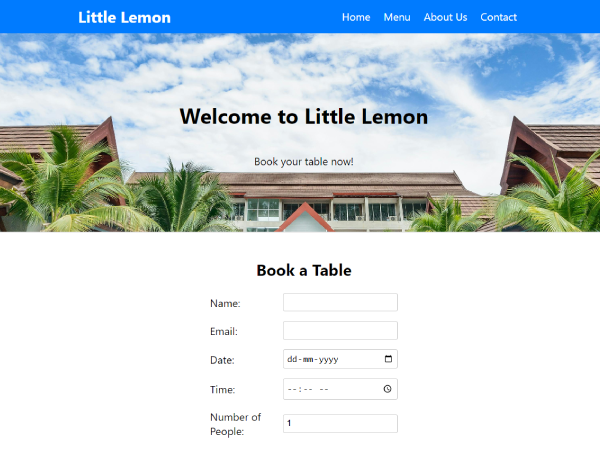 Little Lemon Home Menu About Us Contact
Welcome to Little Lemon
Book your table now!
Book a Table
Name:
Email:
Date: dd-mm-yyyy
Time: --:-- --
Number of
People: 1